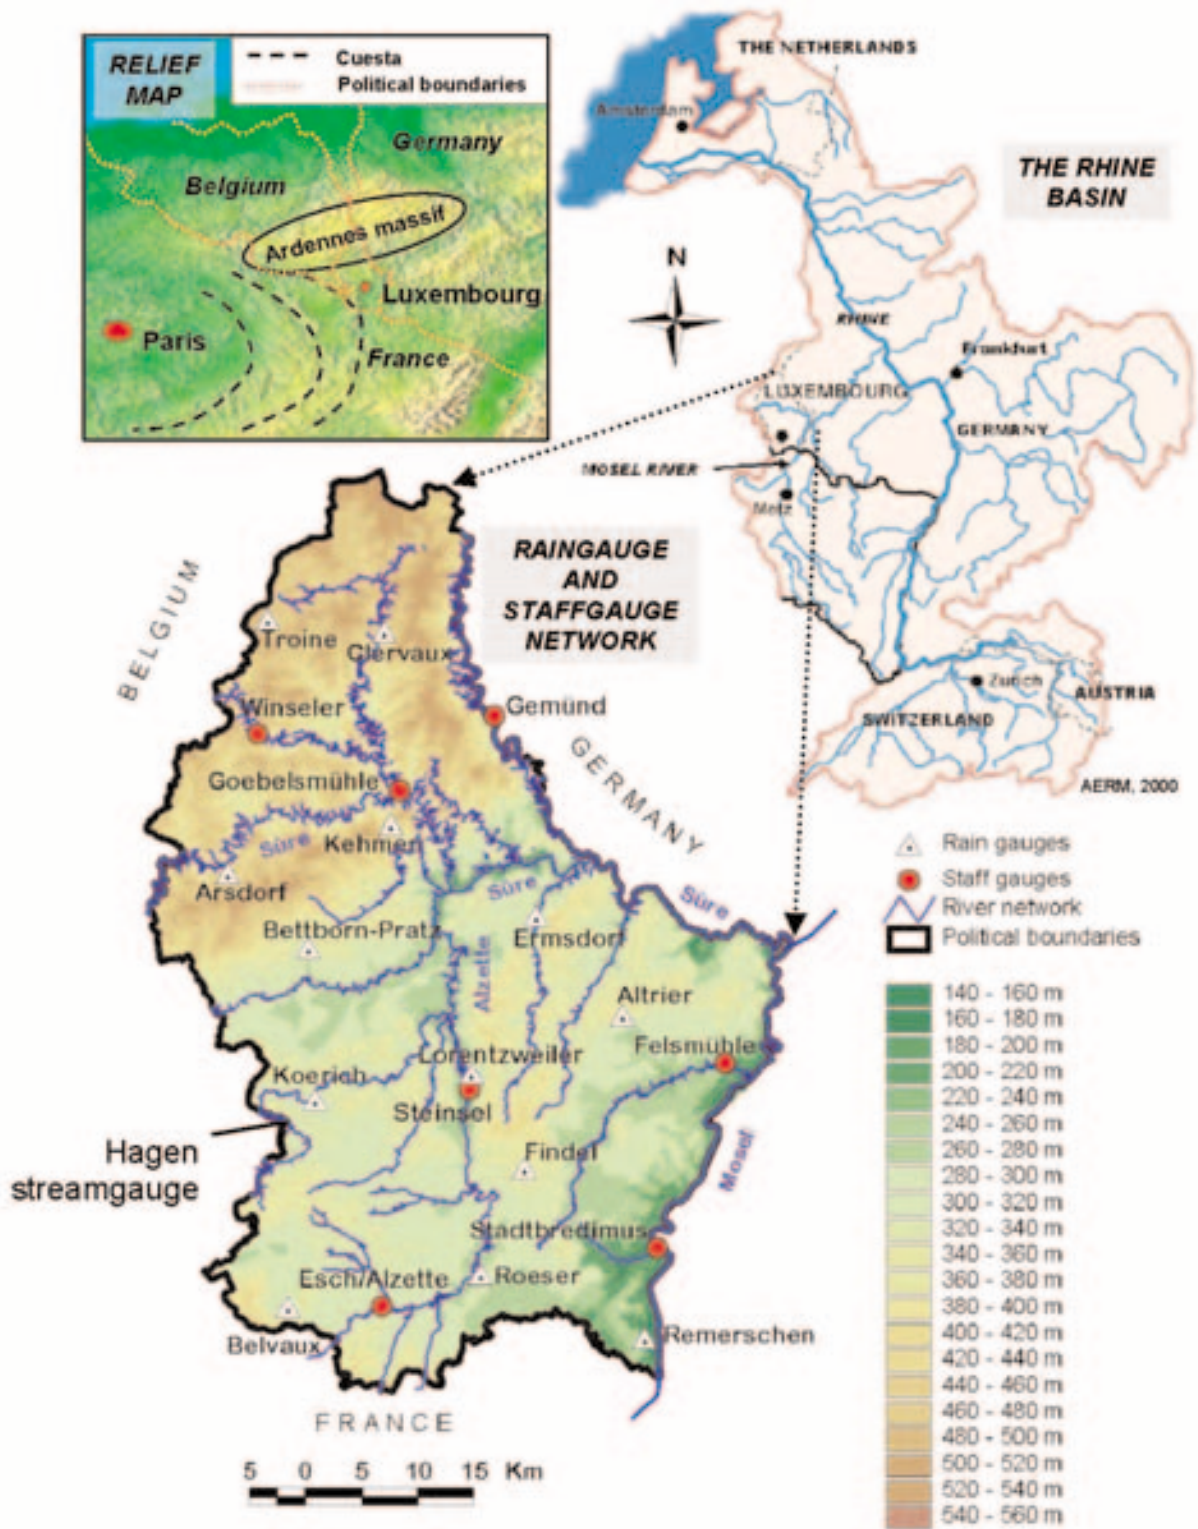 RELIEF
MAP
Cuesta
Political boundaries
Germany
Belgium
Ardennes massif
Luxembourg
Paris
France
THE NETHERLANDS
Amsterdam
THE RHINE
BASIN
N
RHINE
Frankfurt
LUXEMBOURG
GERMANY
MOSEL RIVER
Metz
Zurich
AUSTRIA
SWITZERLAND
AERM, 2000
RAINGAUGE
AND
STAFFGAUGE
NETWORK
BELGIUM
Troine
Clervaux
Winseler
Gemünd
GERMANY
Goebelsmühle
Kehmen
Sûre
Arsdorf
Sûre
Sûre
Bettborn-Pratz
Ermsdorf
Alzette
Altrier
Felsmühle
Lorentzweiler
Koerich
Steinsel
Hagen
streamgauge
Findel
Mosel
Stadtbredimus
Esch/Alzette
Roeser
Belvaux
Remerschen
FRANCE
5 0 5 10 15 Km
Rain gauges
Staff gauges
River network
Political boundaries
140 - 160 m
160 - 180 m
180 - 200 m
200 - 220 m
220 - 240 m
240 - 260 m
260 - 280 m
280 - 300 m
300 - 320 m
320 - 340 m
340 - 360 m
360 - 380 m
380 - 400 m
400 - 420 m
420 - 440 m
440 - 460 m
460 - 480 m
480 - 500 m
500 - 520 m
520 - 540 m
540 - 560 m